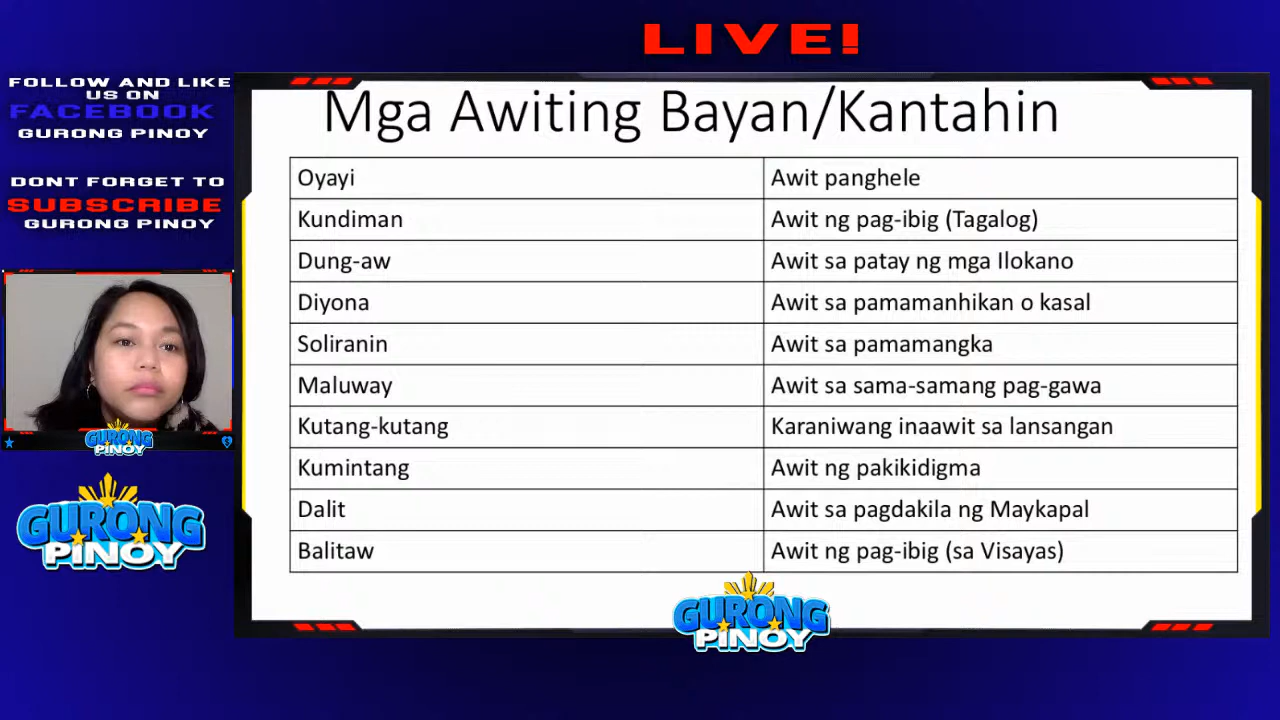 LIVE!
FOLLOW AND LIKE
US ON
FACEBOOK
GURONG PINOY
DONT FORGET TO
SUBSCRIBE
GURONG PINOY
GURONG
PINOY
GURONG
PINOY
Mga Awiting Bayan/Kantahin
Oyayi Awit panghele
Kundiman Awit ng pag-ibig (Tagalog)
Dung-aw Awit sa patay ng mga Ilokano
Diyona Awit sa pamamanhikan o kasal
Soliranin Awit sa pamamangka
Maluway Awit sa sama-samang pag-gawa
Kutang-kutang Karaniwang inaawit sa lansangan
Kumintang Awit ng pakikidigma
Dalit Awit sa pagdakila ng Maykapal
Balitaw Awit ng pag-ibig (sa Visayas)
GURONG
PINOY